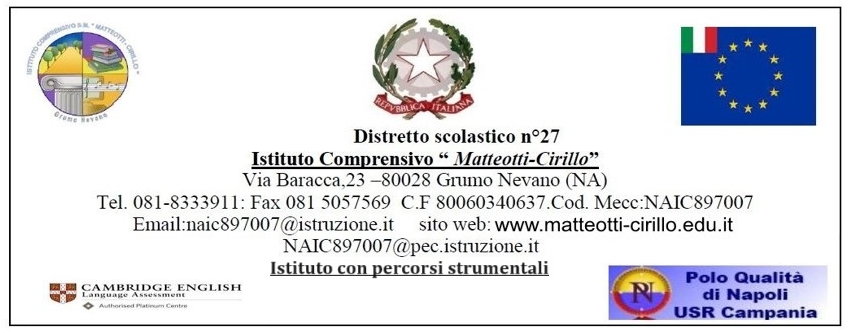 ISTITUTO COMPRENSIVO S.M. "MATTEOTTI-CIRILLO"
Grumo Nevano
REPVBBLICA ITALIANA
Distretto scolastico n°27
Istituto Comprensivo “ Matteotti-Cirillo”
Via Baracca,23 –80028 Grumo Nevano (NA)
Tel. 081-8333911: Fax 081 5057569 C.F 80060340637.Cod. Mecc:NAIC897007
Email:naic897007@istruzione.it sito web: www.matteotti-cirillo.edu.it
NAIC897007@pec.istruzione.it
Istituto con percorsi strumentali
CAMBRIDGE ENGLISH
Language Assessment
Authorised Platinum Centre
Polo Qualità
di Napoli
USR Campania